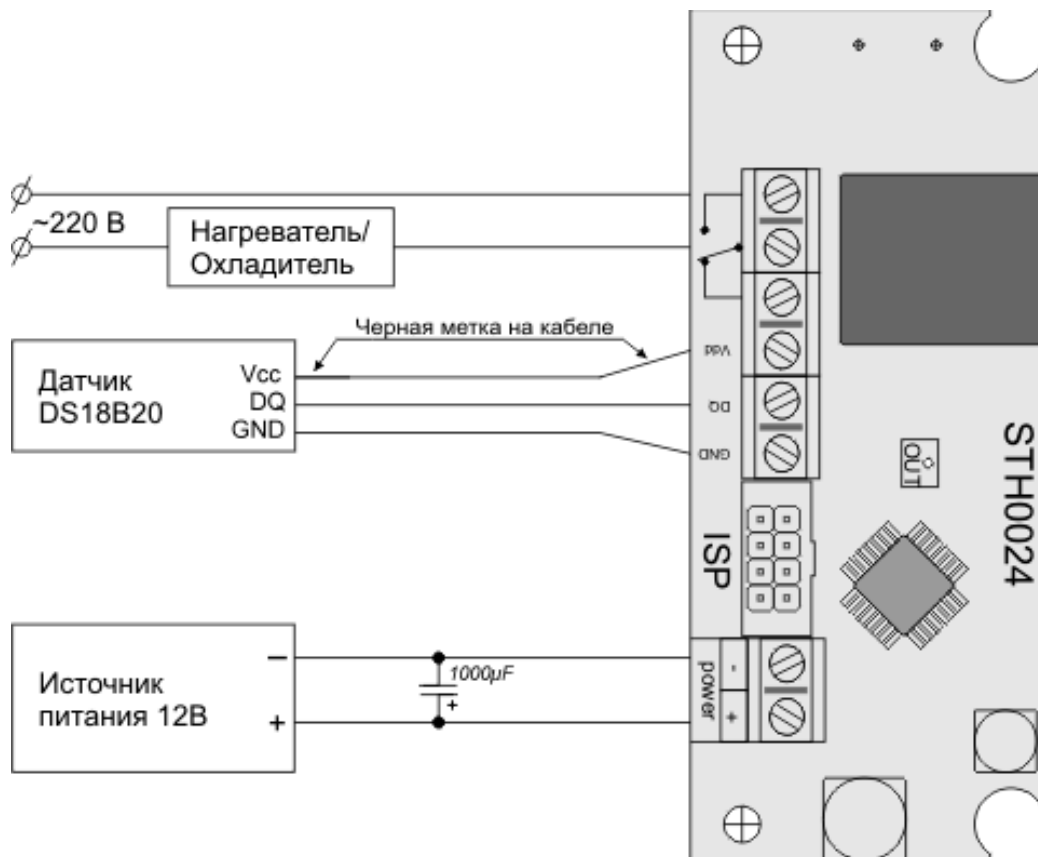 ~220 В
Нагреватель/
Охладитель
Черная метка на кабеле
Датчик
DS18B20
Vcc
DQ
GND
Vdd
DQ
GND
OUT
STH0024
ISP
Источник
питания 12В
−
+
1000µF
+
power
-
+